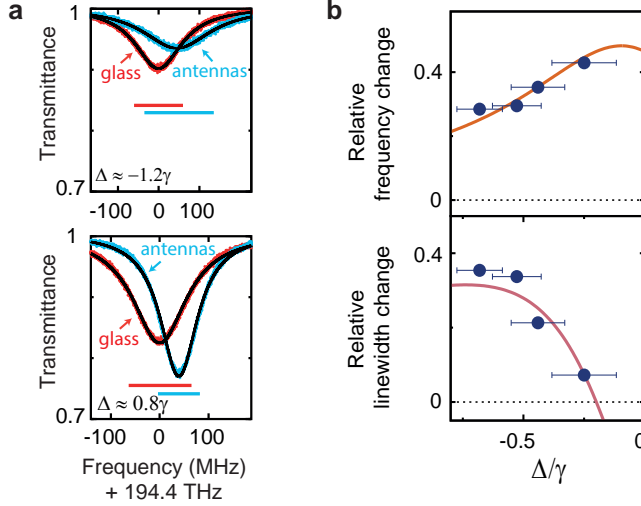 a
1
Transmittance
glass
antennas
Δ ≈ −1.2γ
0.7
-100
0
100
1
Transmittance
antennas
glass
Δ ≈ 0.8γ
0.7
-100
0
100
Frequency (MHz)
+ 194.4 THz
b
Relative
frequency change
0.4
0
Relative
linewidth change
0.4
0
-0.5
0
Δ/γ